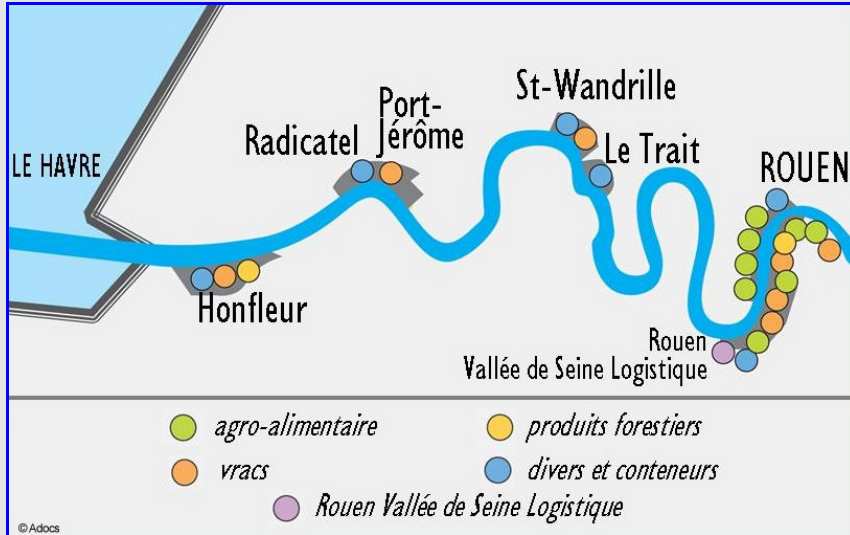 LE HAVRE
Honfleur
Radicatel
Port-
Jérôme
St-Wandrille
Le Trait
ROUEN
Rouen
Vallée de Seine Logistique
agro-alimentaire
produits forestiers
vracs
divers et conteneurs
Rouen Vallée de Seine Logistique
© Adocs